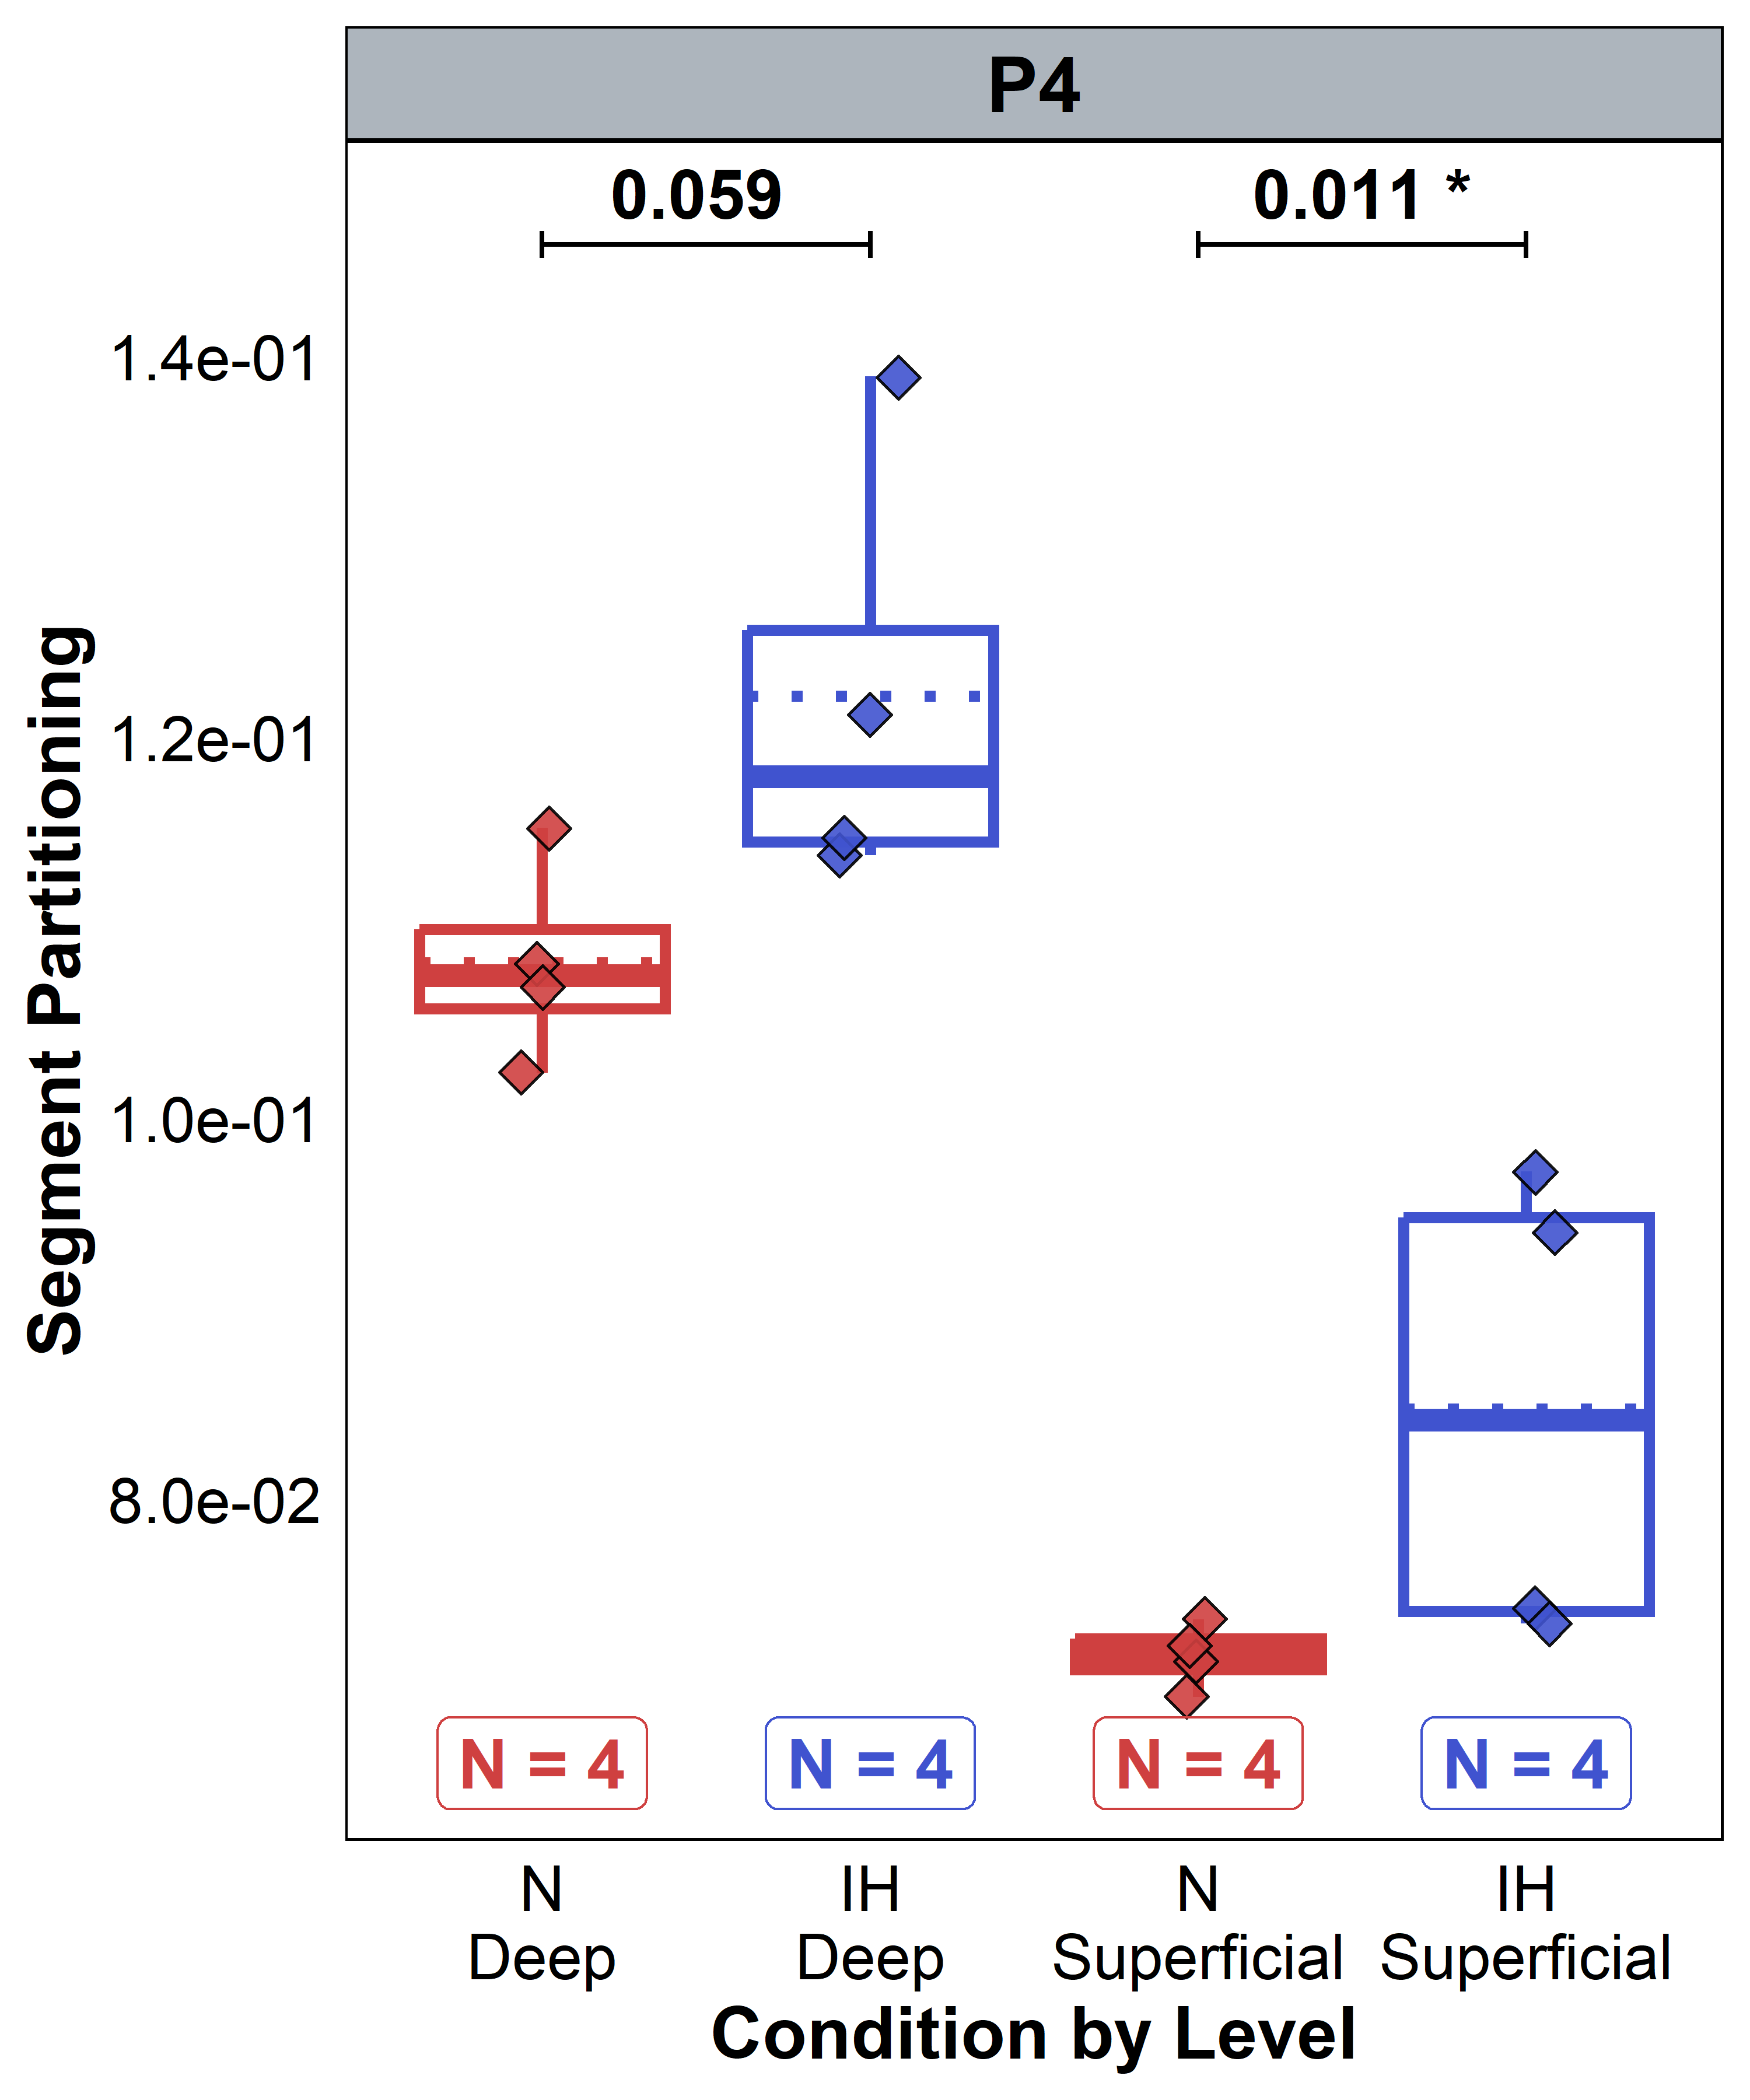 P4
0.059
0.011 *
1.4e-01
1.2e-01
1.0e-01
8.0e-02
Segment Partitioning
N = 4
N = 4
N = 4
N = 4
N
Deep
IH
Deep
N
Superficial
IH
Superficial
Condition by Level